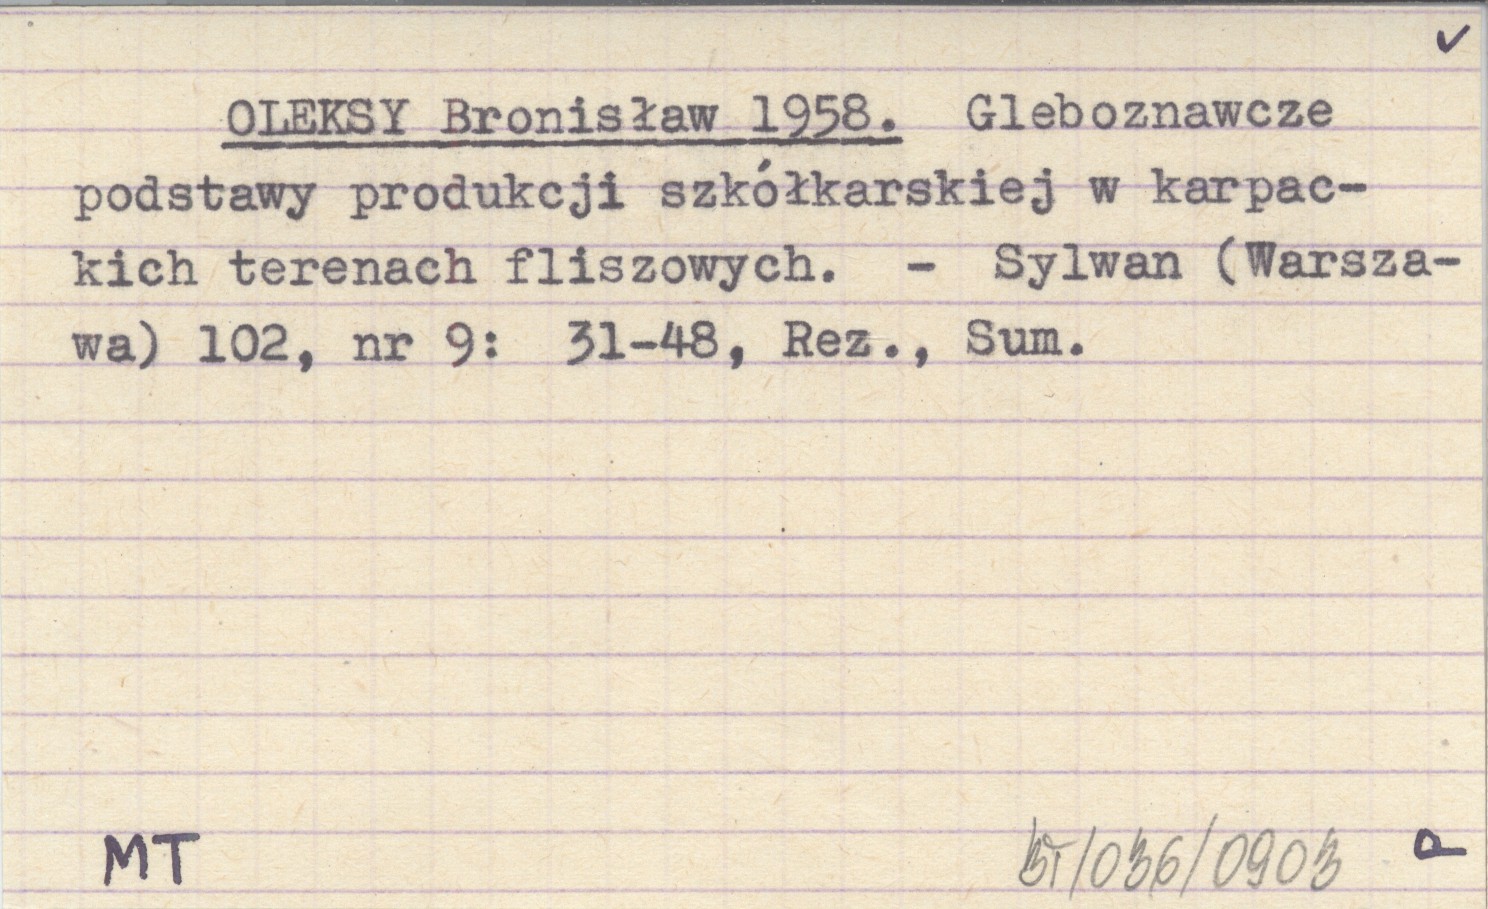 ✓
OLEKSY Bronisław 1958. Gleboznawcze
podstawy produkcji szkółkarskiej w karpac-
kich terenach fliszowych. - Sylwan (Warsza-
wa) 102, nr 9: 31-48, Rez., Sum.
MT
P